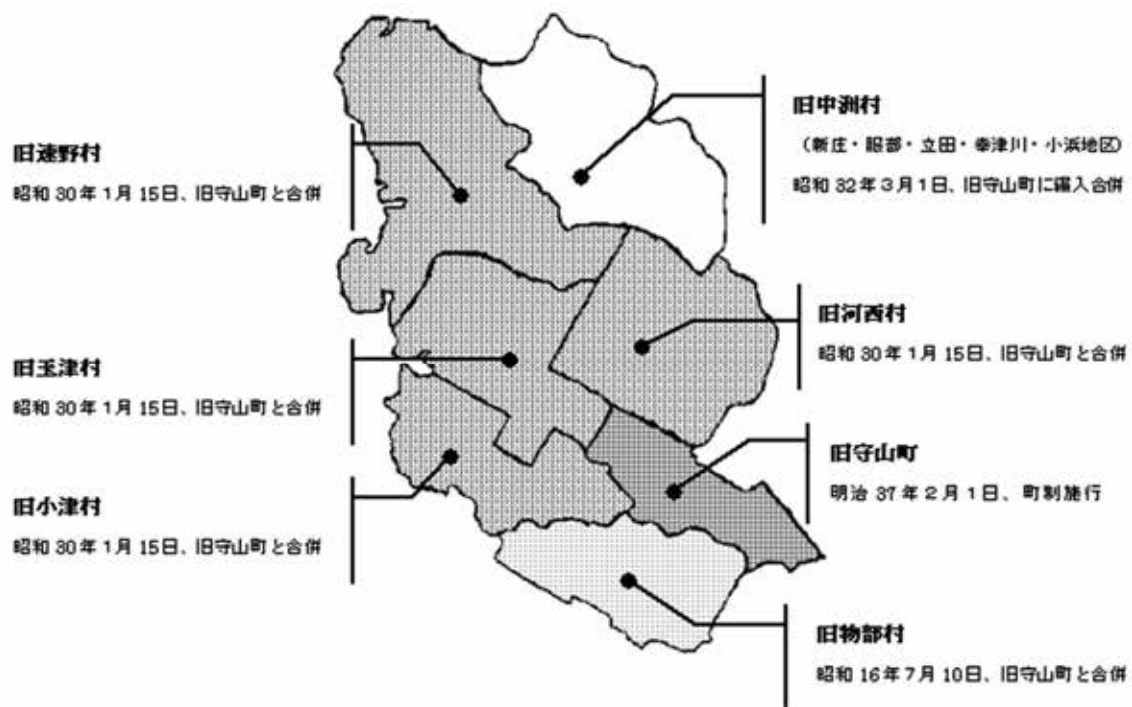 旧速野村
昭和30年1月15日、旧守山町と合併
旧玉津村
昭和30年1月15日、旧守山町と合併
旧小津村
昭和30年1月15日、旧守山町と合併
旧中洲村
（新庄・服部・立田・幸津川・小浜地区）
昭和32年3月1日、旧守山町に編入合併
旧河西村
昭和30年1月15日、旧守山町と合併
旧守山町
明治37年2月1日、町制施行
旧物部村
昭和16年7月10日、旧守山町と合併